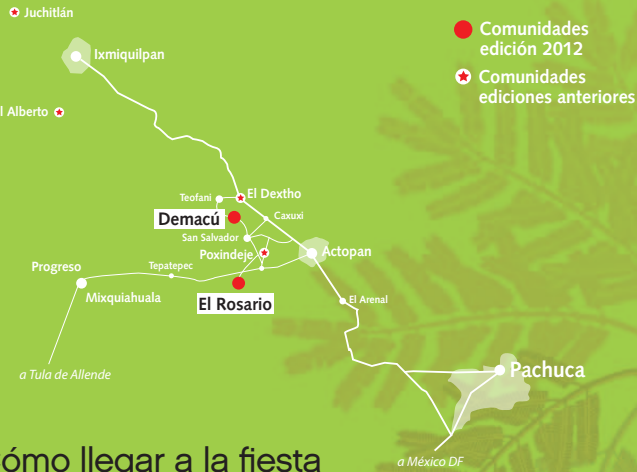 Juchitlán
Ixmiquilpan
Comunidades
edición 2012
Comunidades
ediciones anteriores
l Alberto
Teofani
El Dextho
Demacú
Caxuxi
San Salvador
Poxindeje
Actopan
Progreso
Tepatepec
Mixquiahuala
El Rosario
El Arenal
Pachuca
a Tula de Allende
ómo llegar a la fiesta
a México DF